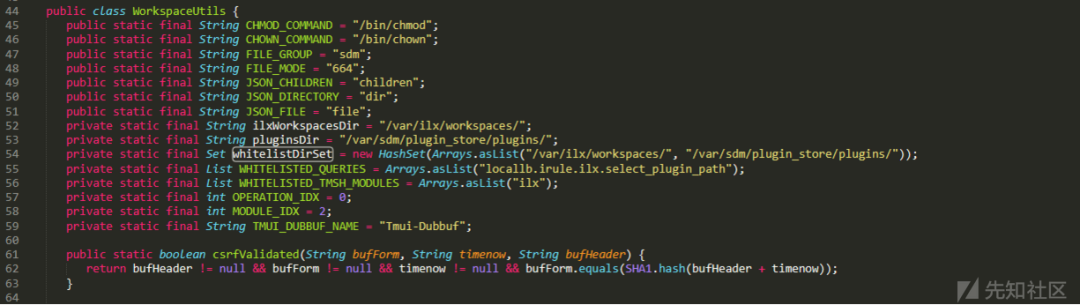 44 public class WorkspaceUtils {
45 public static final String CHMOD_COMMAND = "/bin/chmod";
46 public static final String CHOWN_COMMAND = "/bin/chown";
47 public static final String FILE_GROUP = "sdm";
48 public static final String FILE_MODE = "664";
49 public static final String JSON_CHILDREN = "children";
50 public static final String JSON_DIRECTORY = "dir";
51 public static final String JSON_FILE = "file";
52 private static final String ilxWorkspacesDir = "/var/ilx/workspaces/";
53 private static final String pluginsDir = "/var/sdm/plugin_store/plugins/";
54 private static final Set whitelistDirSet = new HashSet(Arrays.asList("/var/ilx/workspaces/", "/var/sdm/plugin_store/plugins/"));
55 private static final List WHITELISTED_QUERIES = Arrays.asList("locallb.irule.ilx.select_plugin_path");
56 private static final List WHITELISTED_TMSH_MODULES = Arrays.asList("ilx");
57 private static final int OPERATION_IDX = 0;
58 private static final int MODULE_IDX = 2;
59 private static final String TMUI_DUBBUF_NAME = "Tmui-Dubbuf";
60
61 public static boolean csrfValidated(String bufForm, String timenow, String bufHeader) {
62 return bufHeader != null && bufForm != null && timenow != null && bufForm.equals(SHA1.hash(bufHeader + timenow));
63 }
64
先知社区